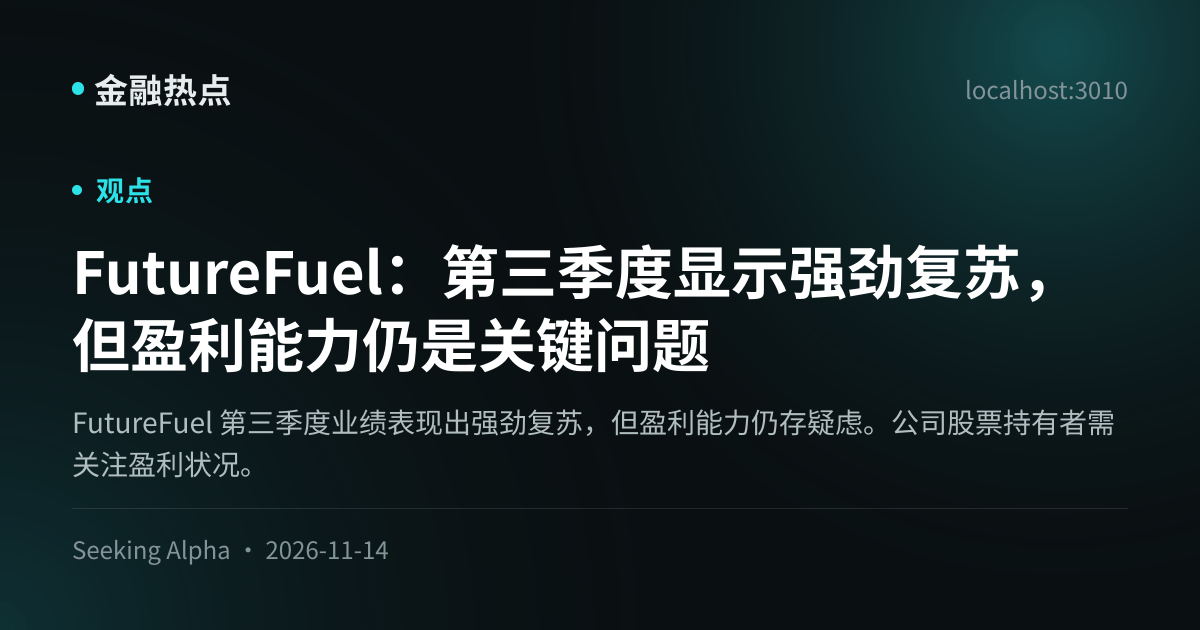 金融热点
localhost:3010
观点
FutureFuel：第三季度显示强劲复苏，
但盈利能力仍是关键问题
FutureFuel 第三季度业绩表现出强劲复苏，但盈利能力仍存疑虑。公司股票持有者需
关注盈利状况。
Seeking Alpha • 2026-11-14